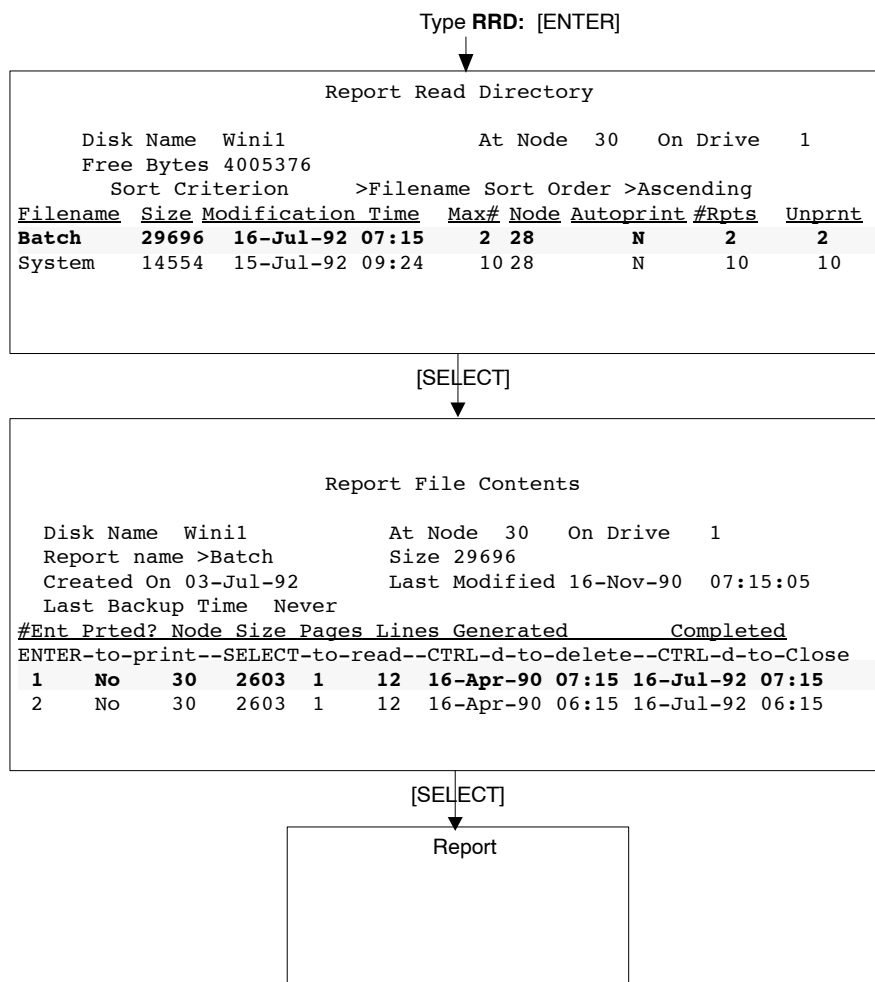 Type RRD: [ENTER]
Report Read Directory
Disk Name Wini1 At Node 30 On Drive 1
Free Bytes 4005376
Sort Criterion >Filename Sort Order >Ascending
Filename Size Modification Time Max# Node Autoprint #Rpts Unprnt
Batch 29696 16-Jul-92 07:15 2 28 N 2 2
System 14554 15-Jul-92 09:24 10 28 N 10 10
[SELECT]
Report File Contents
Disk Name Wini1 At Node 30 On Drive 1
Report name >Batch Size 29696
Created On 03-Jul-92 Last Modified 16-Nov-90 07:15:05
Last Backup Time Never
#Ent Prted? Node Size Pages Lines Generated Completed
ENTER-to-print--SELECT-to-read--CTRL-d-to-delete--CTRL-d-to-Close
1 No 30 2603 1 12 16-Apr-90 07:15 16-Jul-92 07:15
2 No 30 2603 1 12 16-Apr-90 06:15 16-Jul-92 06:15
[SELECT]
Report